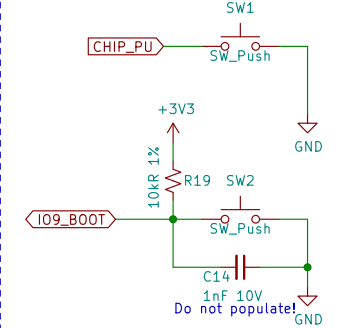 SW1
CHIP_PU
SW_Push
GND
+3V3
10kR 1%
R19
SW2
IO9_BOOT
SW_Push
C14
1nF 10V
Do not populate!
GND